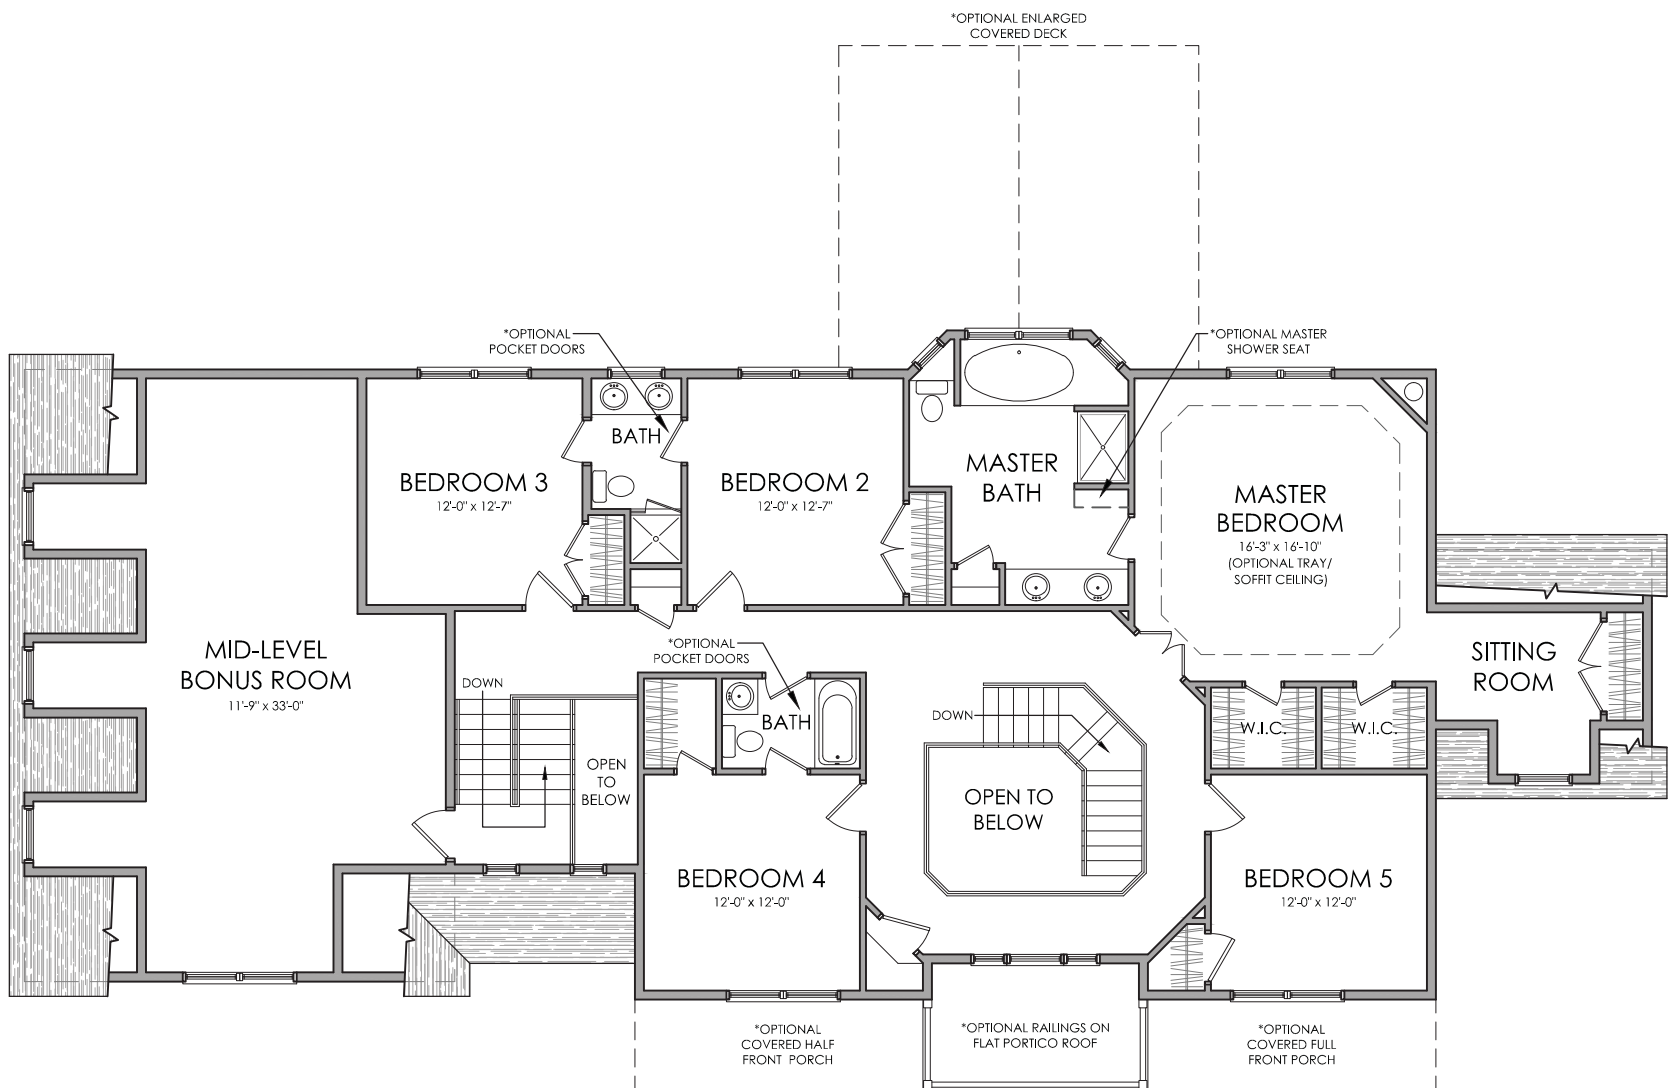 *OPTIONAL ENLARGED
COVERED DECK
*OPTIONAL
POCKET DOORS
*OPTIONAL MASTER
SHOWER SEAT
BATH
BEDROOM 3
12'-0" x 12'-7"
BEDROOM 2
12'-0" x 12'-7"
MASTER
BATH
MASTER
BEDROOM
16'-3" x 16'-10"
(OPTIONAL TRAY/
SOFFIT CEILING)
MID-LEVEL
BONUS ROOM
11'-9" x 33'-0"
*OPTIONAL
POCKET DOORS
SITTING
ROOM
DOWN
BATH
DOWN
W.I.C.
W.I.C.
OPEN
TO
BELOW
OPEN TO
BELOW
BEDROOM 4
12'-0" x 12'-0"
BEDROOM 5
12'-0" x 12'-0"
*OPTIONAL
COVERED HALF
FRONT PORCH
*OPTIONAL RAILINGS ON
FLAT PORTICO ROOF
*OPTIONAL
COVERED FULL
FRONT PORCH